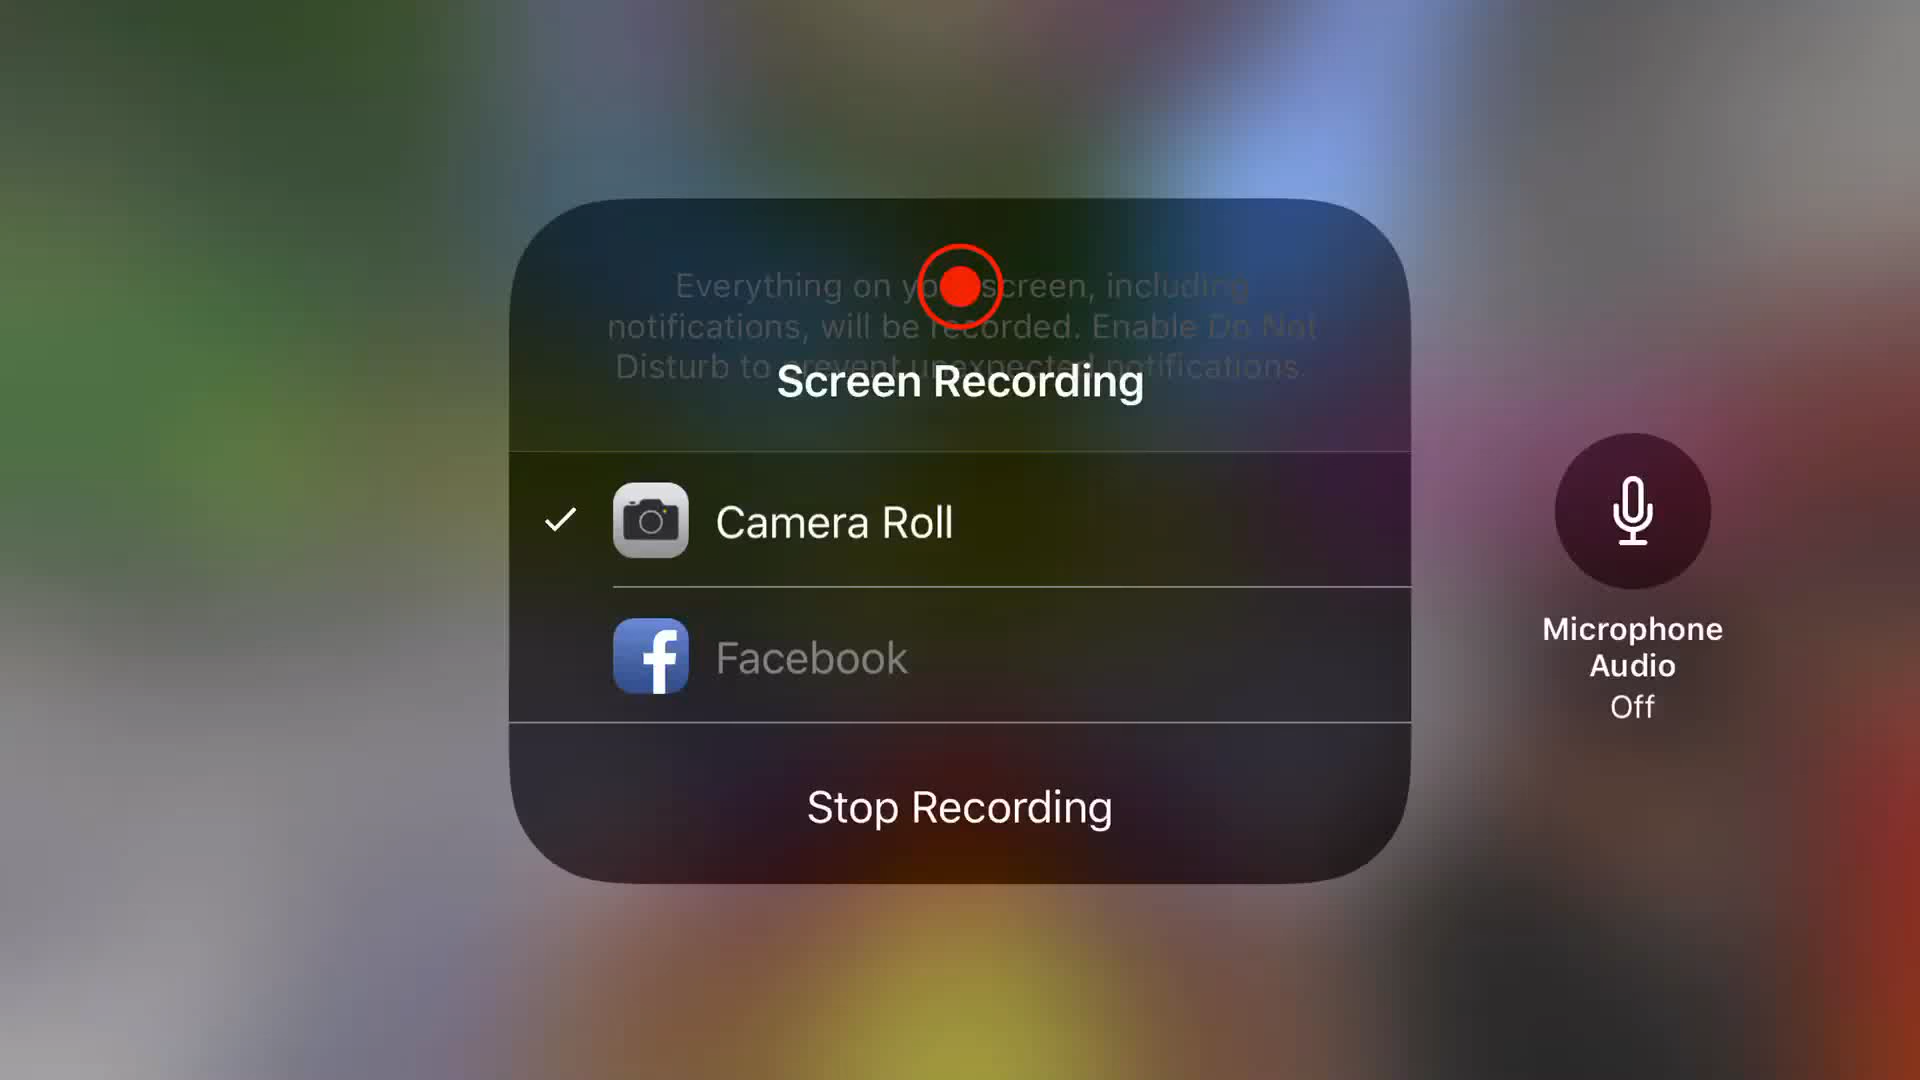 Everything on yo screen, including
notifications, will be recorded. Enable Do Not
Disturb to prevent unexpected notifications.
Screen Recording
Camera Roll
Facebook
Stop Recording
Microphone
Audio
Off